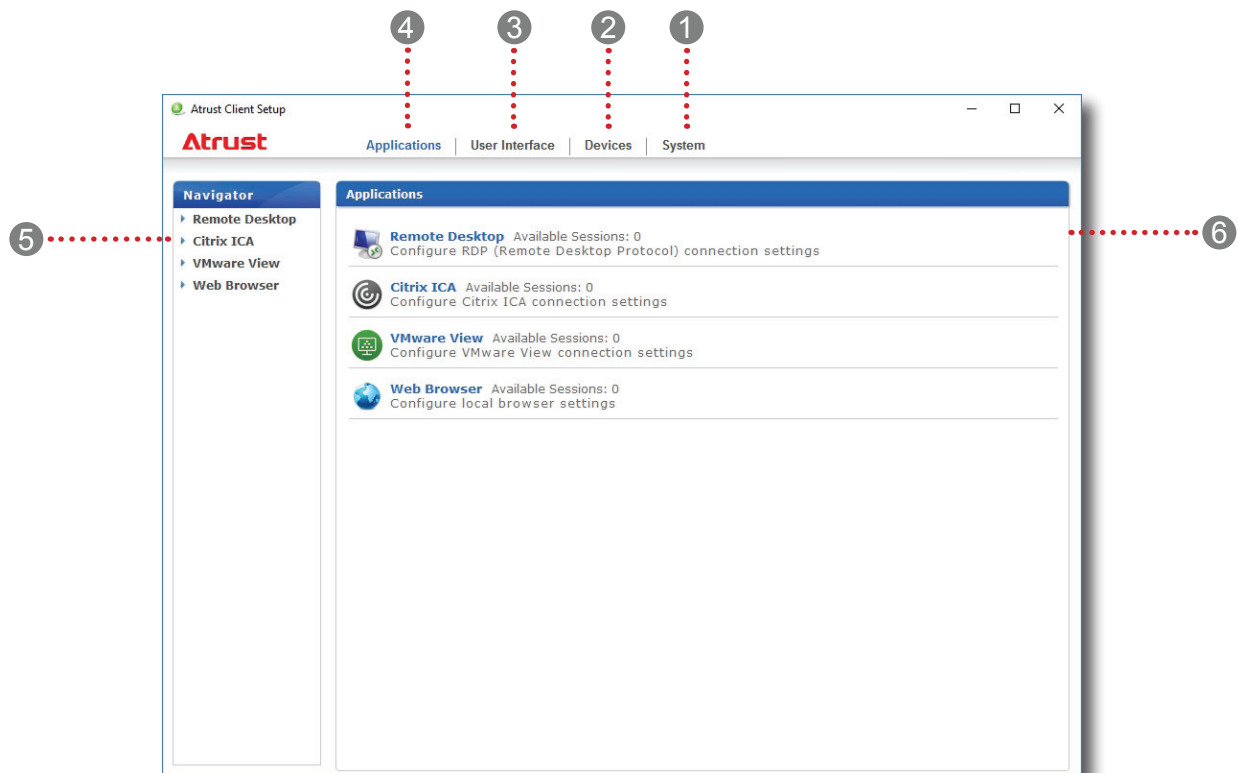 4 3 2 1
Atrust Client Setup
Atrust
Applications User Interface Devices System
Navigator
Remote Desktop
Citrix ICA
VMware View
Web Browser
5
Applications
Remote Desktop Available Sessions: 0
Configure RDP (Remote Desktop Protocol) connection settings
Citrix ICA Available Sessions: 0
Configure Citrix ICA connection settings
VMware View Available Sessions: 0
Configure VMware View connection settings
Web Browser Available Sessions: 0
Configure local browser settings
6